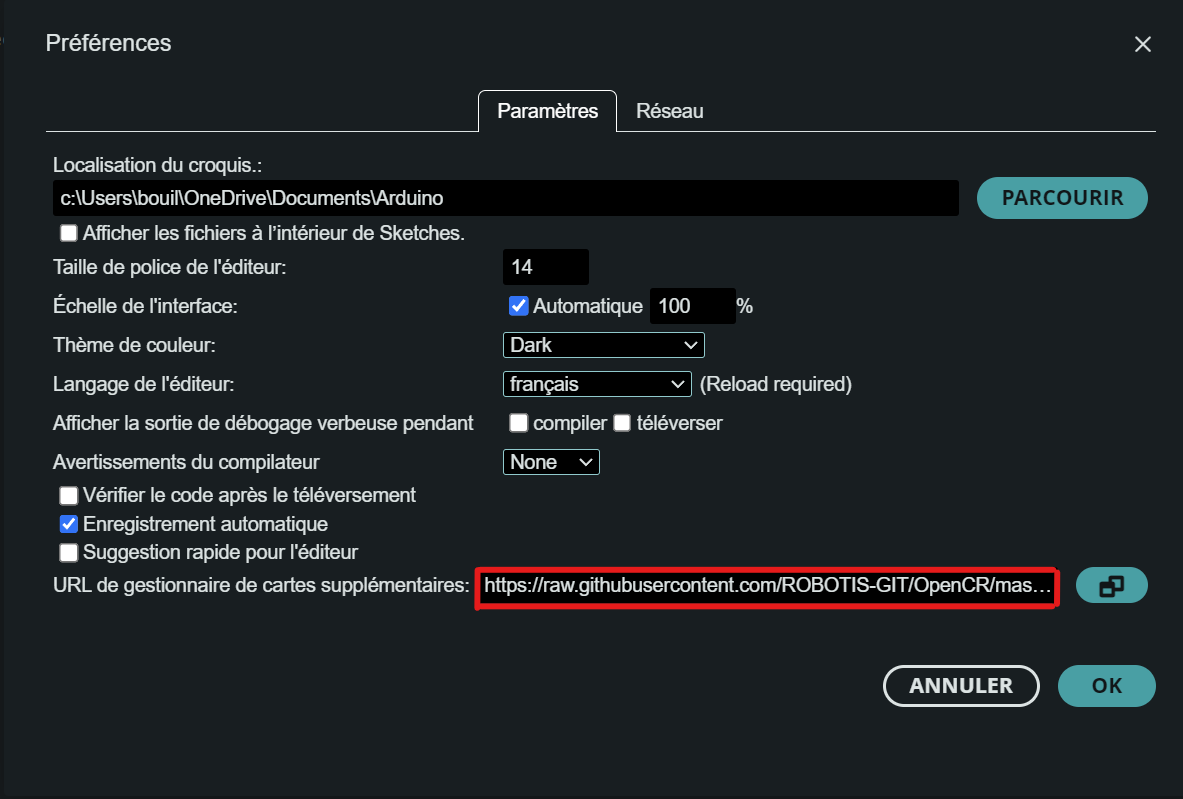 Préférences
Paramètres Réseau
Localisation du croquis.:
c:\Users\bouil\OneDrive\Documents\Arduino PARCOURIR
Afficher les fichiers à l’intérieur de Sketches.
Taille de police de l'éditeur: 14
Échelle de l'interface: Automatique 100 %
Thème de couleur: Dark
Langage de l'éditeur: français (Reload required)
Afficher la sortie de débogage verbeuse pendant compiler téléverser
Avertissements du compilateur None
Vérifier le code après le téléversement
Enregistrement automatique
Suggestion rapide pour l'éditeur
URL de gestionnaire de cartes supplémentaires: https://raw.githubusercontent.com/ROBOTIS-GIT/OpenCR/mas…
ANNULER OK